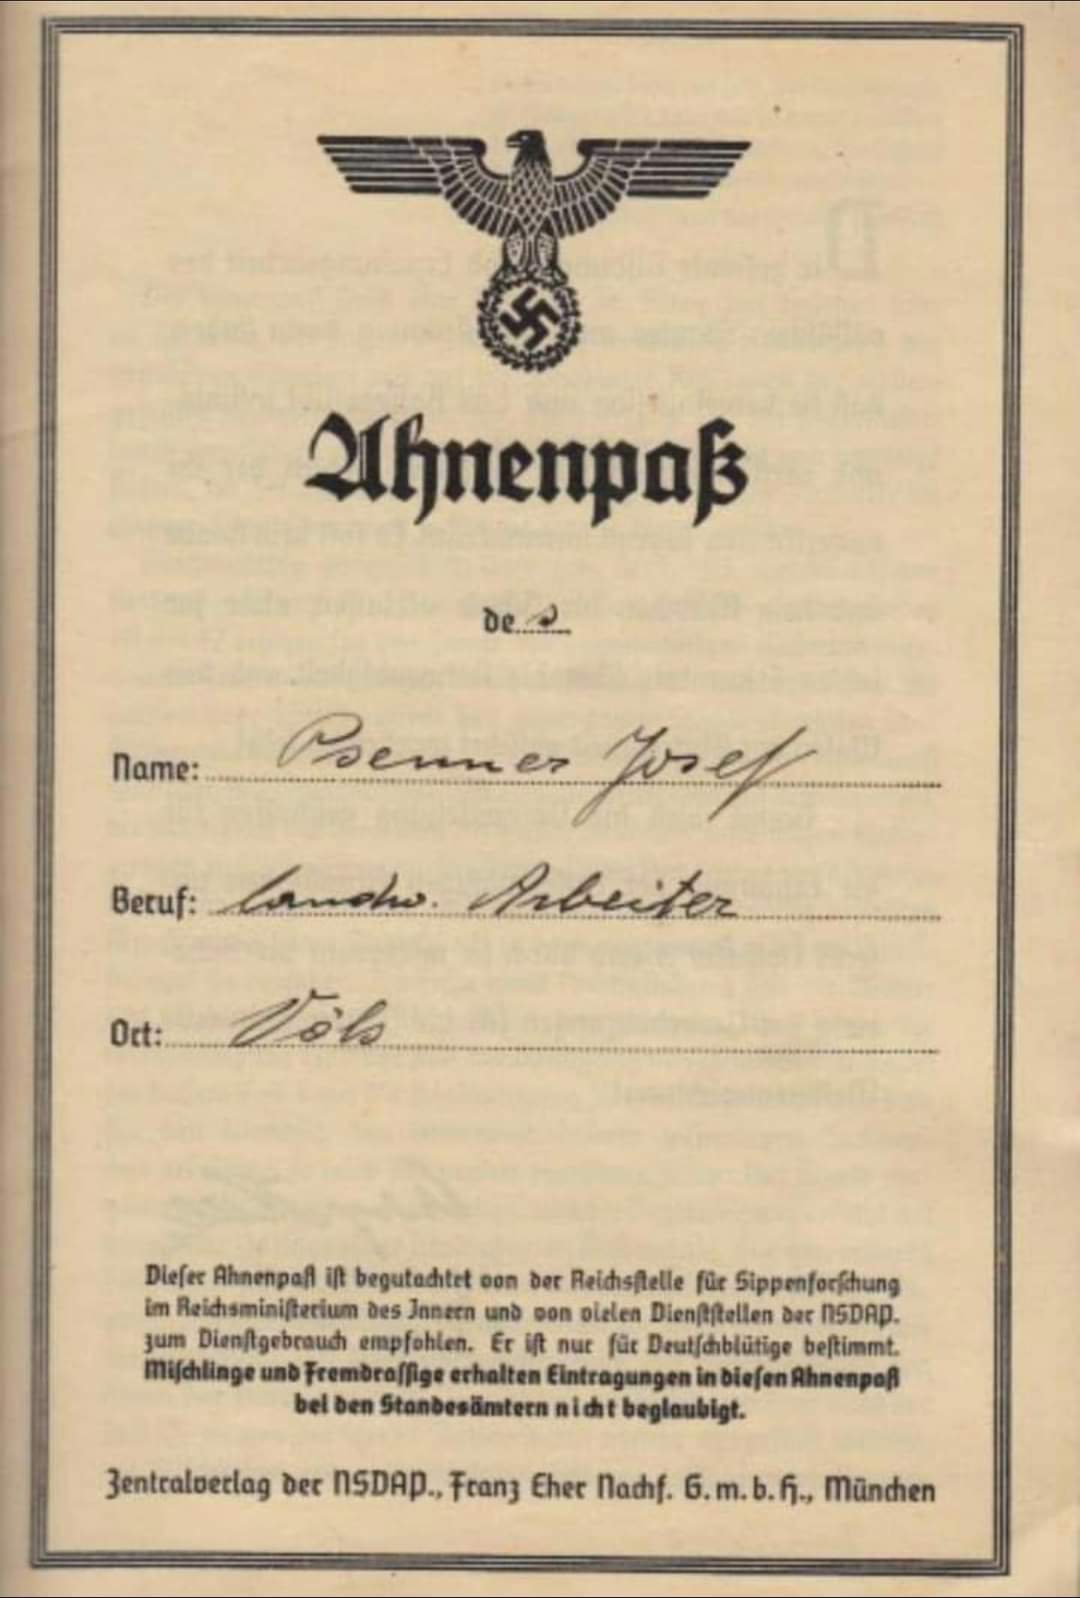 Ahnenpaß
des
Name: Psenner Josef
Beruf: landw. Arbeiter
Ort: Völs
Dieser Ahnenpaß ist begutachtet von der Reichsstelle für Sippenforschung
im Reichsministerium des Innern und von vielen Dienststellen der NSDAP.
zum Dienstgebrauch empfohlen. Er ist nur für Deutschblütige bestimmt.
Mischlinge und Fremdrassige erhalten Eintragungen in diesen Ahnenpaß
bei den Standesämtern nicht beglaubigt.
Zentralverlag der NSDAP., Franz Eher Nachf. G.m.b.H., München